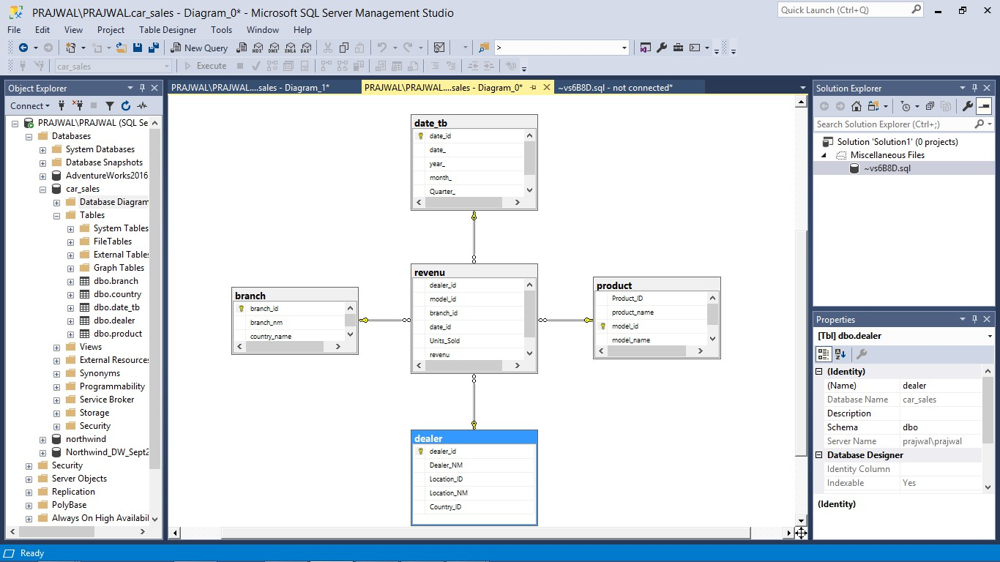 PRAJWAL\PRAJWAL.car_sales - Diagram_0* - Microsoft SQL Server Management Studio
Quick Launch (Ctrl+Q)
File Edit View Project Table Designer Tools Window Help
New Query MDX DMX XMLA DAX >
car_sales Execute
Object Explorer
Connect
PRAJWAL\PRAJWAL (SQL Se
Databases
System Databases
Database Snapshots
AdventureWorks2016
car_sales
Database Diagram
Tables
System Tables
FileTables
External Tables
Graph Tables
dbo.branch
dbo.country
dbo.date_tb
dbo.dealer
dbo.product
Views
External Resources
Synonyms
Programmability
Service Broker
Storage
Security
northwind
Northwind_DW_Sept2
Security
Server Objects
Replication
PolyBase
Always On High Availabil
PRAJWAL\PRAJWAL....sales - Diagram_1*
PRAJWAL\PRAJWAL....sales - Diagram_0*
~vs6B8D.sql - not connected*
date_tb
date_id
date_
year_
month_
Quarter_
branch
branch_id
branch_nm
country_name
revenu
dealer_id
model_id
branch_id
date_id
Units_Sold
revenu
product
Product_ID
product_name
model_id
model_name
dealer
dealer_id
Dealer_NM
Location_ID
Location_NM
Country_ID
Solution Explorer
Search Solution Explorer (Ctrl+;)
Solution 'Solution1' (0 projects)
Miscellaneous Files
~vs6B8D.sql
Properties
[Tbl] dbo.dealer
(Identity)
(Name) dealer
Database Name car_sales
Description
Schema dbo
Server Name prajwal\prajwal
Database Designer
Identity Column
Indexable Yes
(Identity)
Ready